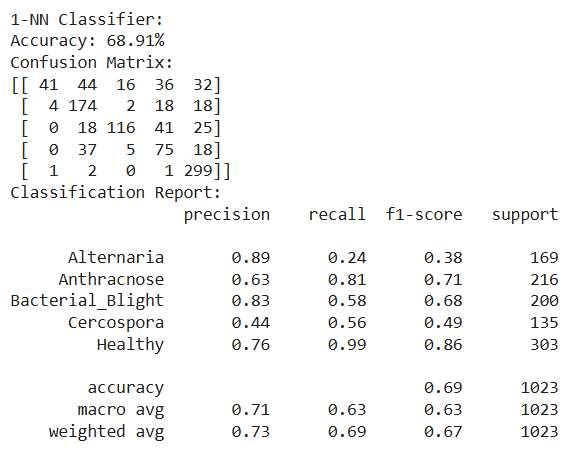 1-NN Classifier:
Accuracy: 68.91%
Confusion Matrix:
[[ 41  44  16  36  32]
 [  4 174   2  18  18]
 [  0  18 116  41  25]
 [  0  37   5  75  18]
 [  1   2   0   1 299]]
Classification Report:
                  precision    recall  f1-score   support

      Alternaria       0.89      0.24      0.38       169
     Anthracnose       0.63      0.81      0.71       216
Bacterial_Blight       0.83      0.58      0.68       200
      Cercospora       0.44      0.56      0.49       135
         Healthy       0.76      0.99      0.86       303

        accuracy                           0.69      1023
       macro avg       0.71      0.63      0.63      1023
    weighted avg       0.73      0.69      0.67      1023